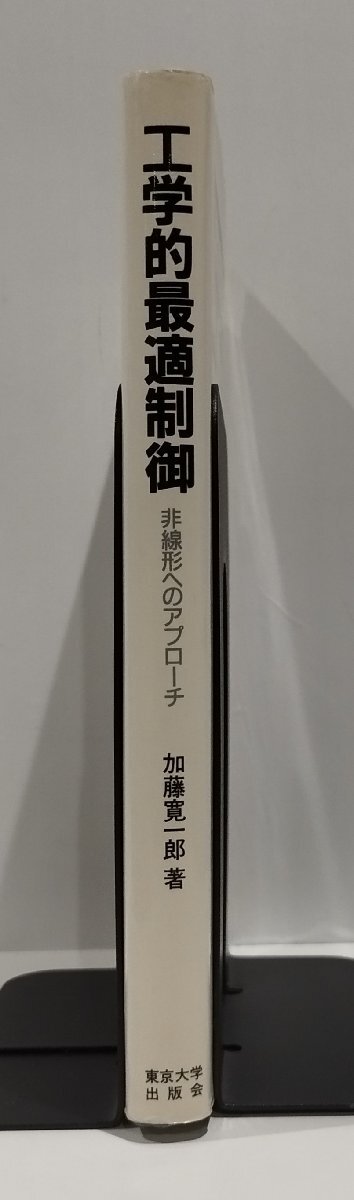 工学的最適制御
非線形へのアプローチ
加藤寛一郎 著
東京大学
出版会